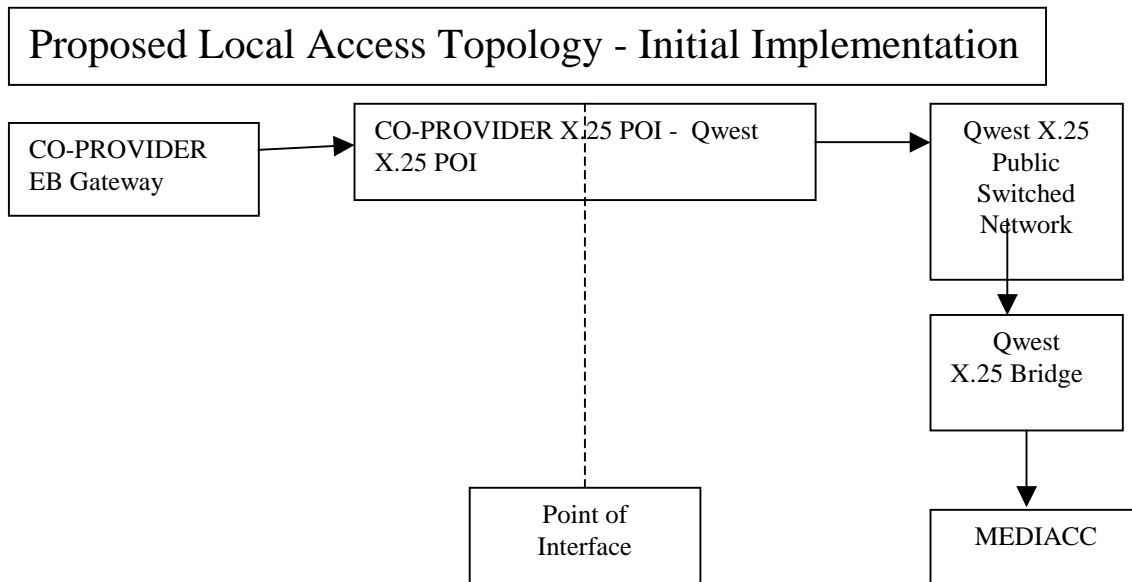 Proposed Local Access Topology - Initial Implementation
CO-PROVIDER
EB Gateway
CO-PROVIDER X.25 POI -  Qwest
X.25 POI
Qwest X.25
Public
Switched
Network
Qwest
X.25 Bridge
Point of
Interface
MEDIACC